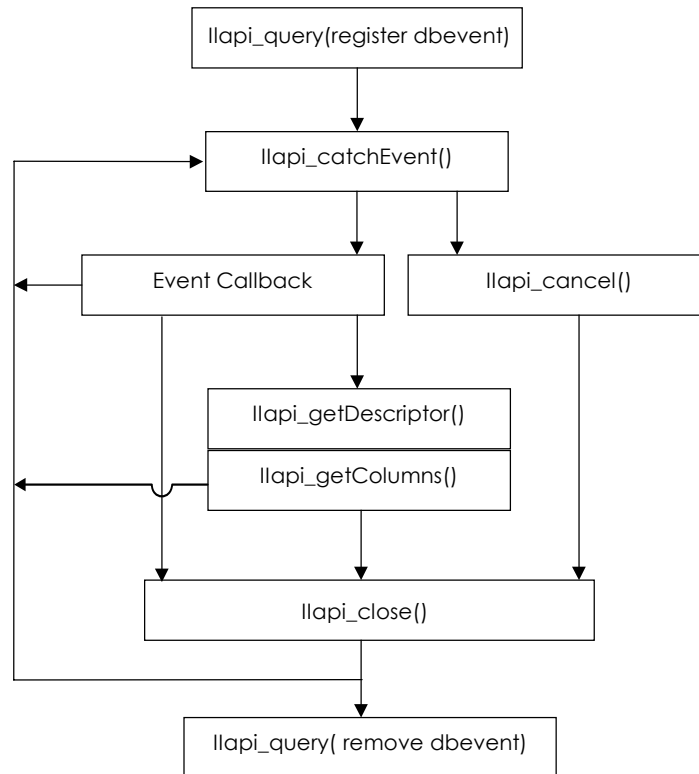 IIapi_query(register dbevent)
IIapi_catchEvent()
Event Callback
IIapi_cancel()
IIapi_getDescriptor()
IIapi_getColumns()
IIapi_close()
IIapi_query( remove dbevent)